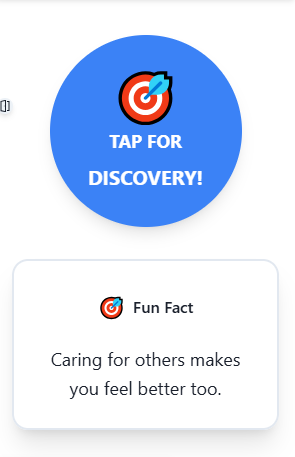 TAP FOR
DISCOVERY!
Fun Fact
Caring for others makes
you feel better too.